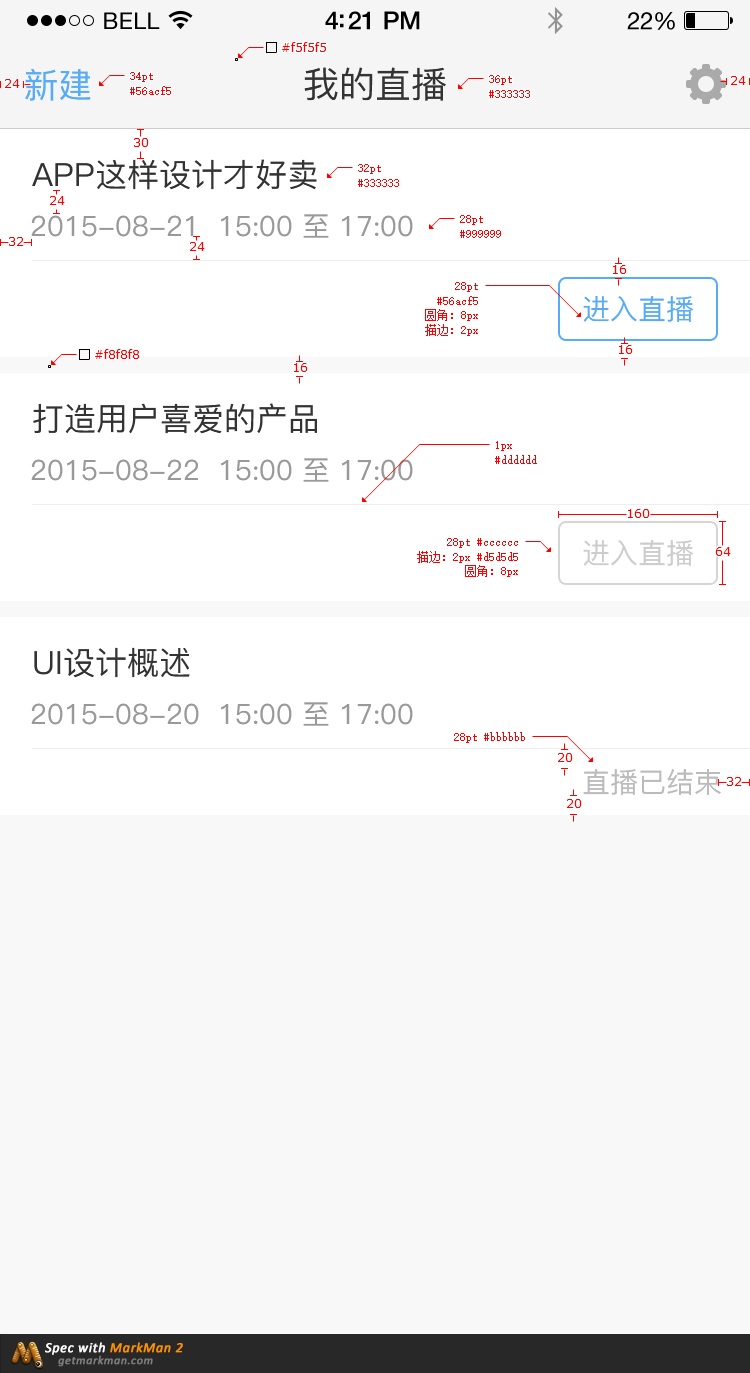 BELL 4:21 PM 22%
#f5f5f5
24 新建 34pt 我的直播 36pt 24
#56acf5 #333333
30
APP这样设计才好卖 32pt
#333333
24
2015-08-21 15:00 至 17:00 28pt
#999999
32 24
16
28pt
#56acf5
圆角: 8px
描边: 2px
进入直播
16
#f8f8f8
16
打造用户喜爱的产品
1px
#dddddd
2015-08-22 15:00 至 17:00
160
28pt #cccccc
描边: 2px #d5d5d5
圆角: 8px
进入直播
64
UI设计概述
2015-08-20 15:00 至 17:00
28pt #bbbbbb
20
直播已结束 32
20
Spec with MarkMan 2
getmarkman.com